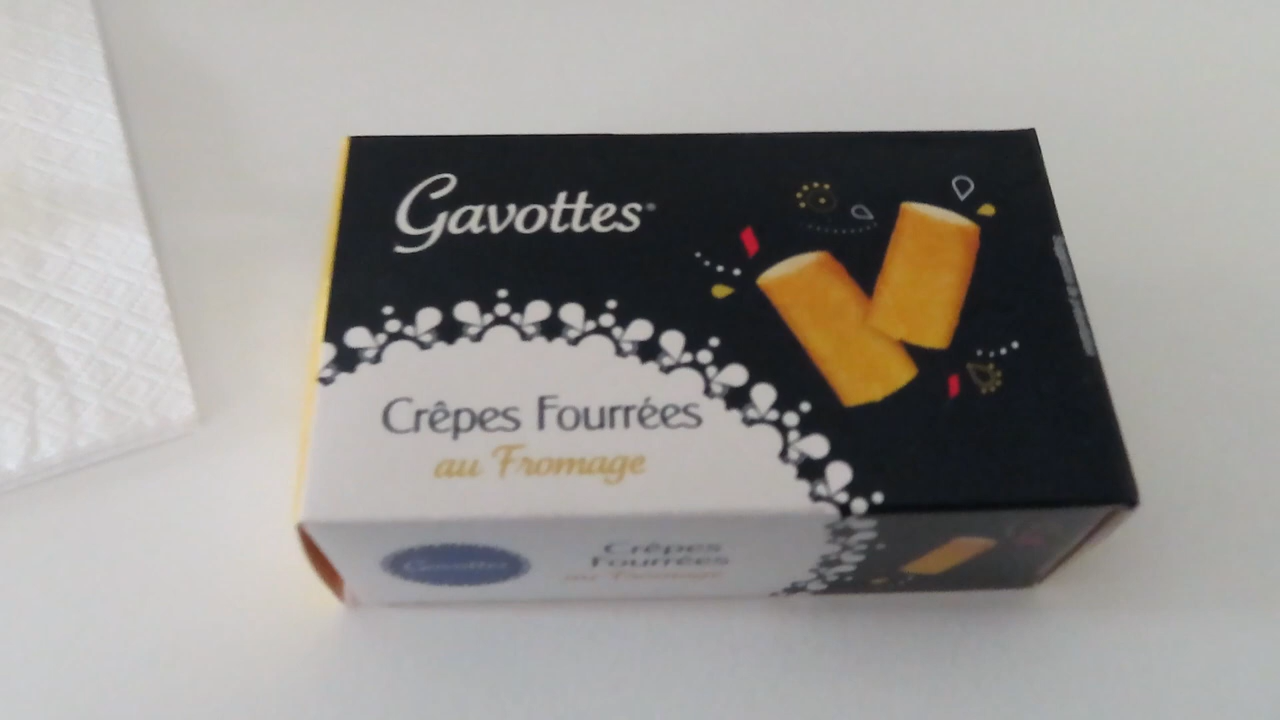 Gavottes
Crêpes Fourrées
au Fromage
Gavottes
Crêpes
Fourrées
au Fromage